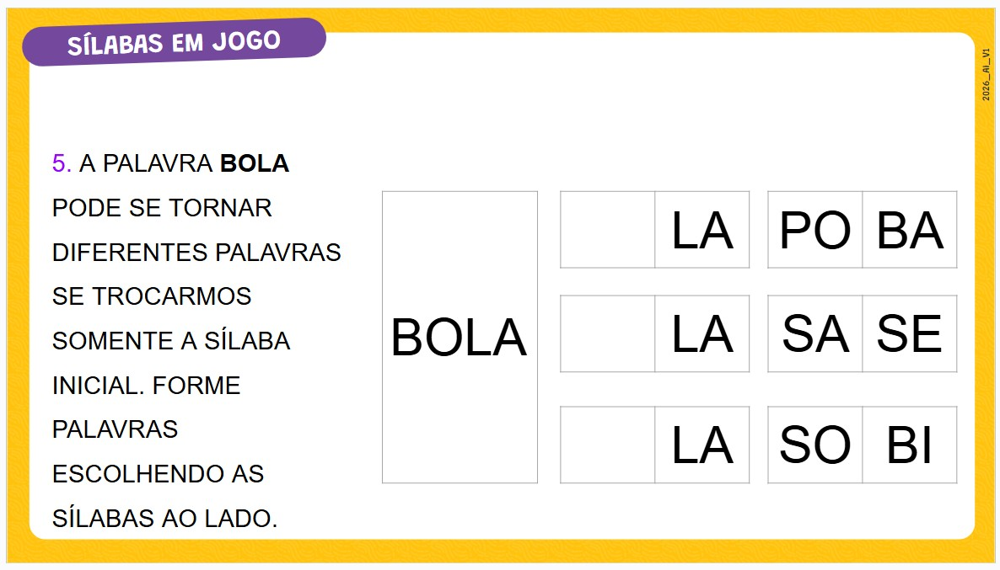 SÍLABAS EM JOGO
2026_AI_V1
5. A PALAVRA BOLA
PODE SE TORNAR
DIFERENTES PALAVRAS
SE TROCARMOS
SOMENTE A SÍLABA
INICIAL. FORME
PALAVRAS
ESCOLHENDO AS
SÍLABAS AO LADO.
BOLA
LA PO BA
LA SA SE
LA SO BI